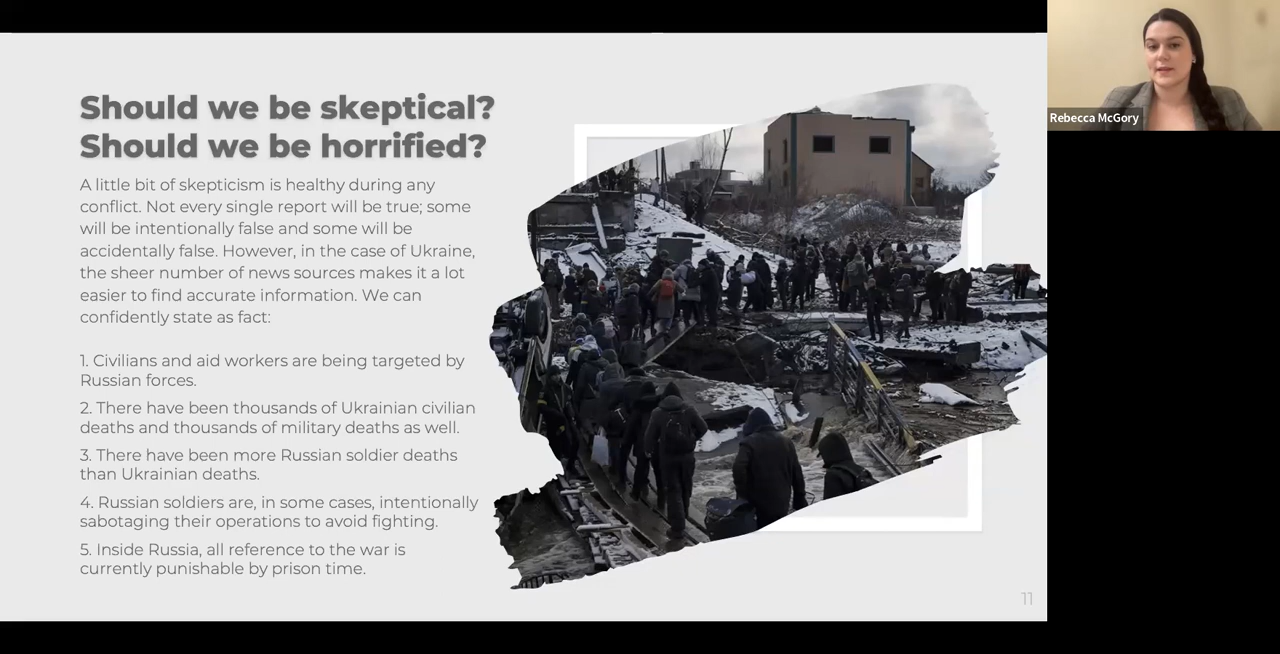 Should we be skeptical?
Should we be horrified?
A little bit of skepticism is healthy during any
conflict. Not every single report will be true; some
will be intentionally false and some will be
accidentally false. However, in the case of Ukraine,
the sheer number of news sources makes it a lot
easier to find accurate information. We can
confidently state as fact:
1. Civilians and aid workers are being targeted by
Russian forces.
2. There have been thousands of Ukrainian civilian
deaths and thousands of military deaths as well.
3. There have been more Russian soldier deaths
than Ukrainian deaths.
4. Russian soldiers are, in some cases, intentionally
sabotaging their operations to avoid fighting.
5. Inside Russia, all reference to the war is
currently punishable by prison time.
11
Rebecca McGory